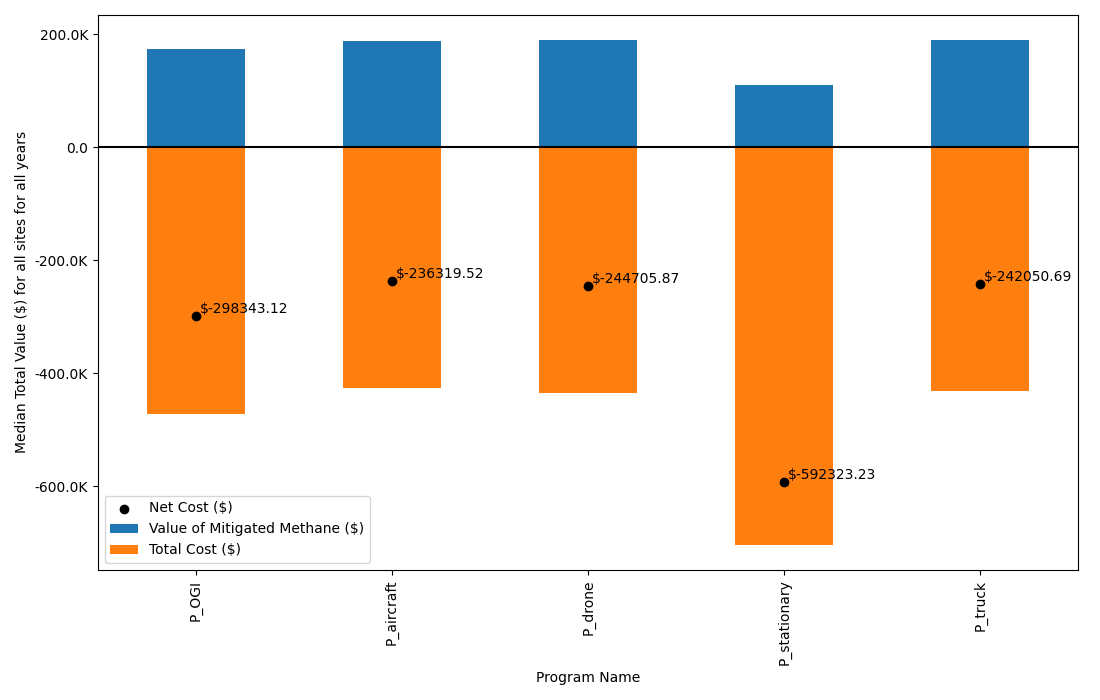 Median Total Value ($) for all sites for all years
200.0K
0.0
-200.0K
-400.0K
-600.0K
$-298343.12
$-236319.52
$-244705.87
$-592323.23
$-242050.69
Net Cost ($)
Value of Mitigated Methane ($)
Total Cost ($)
P_OGI
P_aircraft
P_drone
P_stationary
P_truck
Program Name